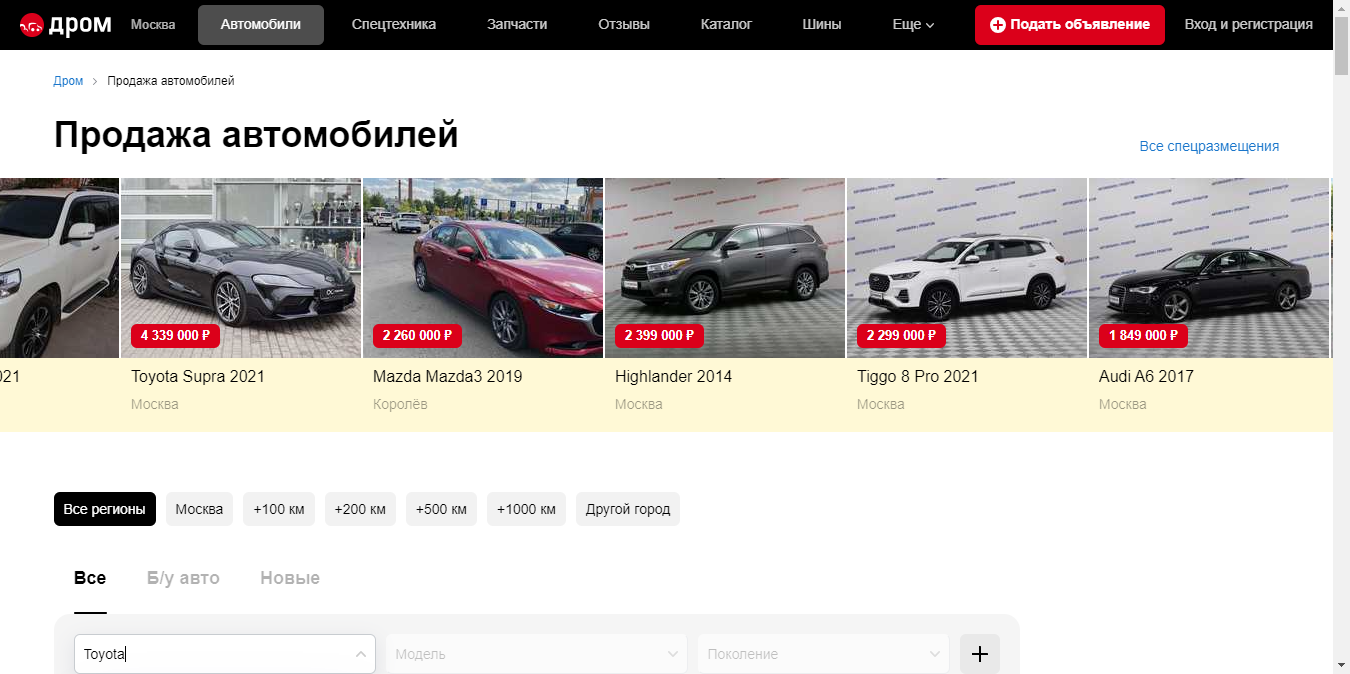 дром Москва Автомобили Спецтехника Запчасти Отзывы Каталог Шины Еще Подать объявление Вход и регистрация
Дром > Продажа автомобилей
Продажа автомобилей
Все спецразмещения
4 339 000 ₽ 2 260 000 ₽ 2 399 000 ₽ 2 299 000 ₽ 1 849 000 ₽
021 Toyota Supra 2021 Mazda Mazda3 2019 Highlander 2014 Tiggo 8 Pro 2021 Audi A6 2017
Москва Королёв Москва Москва Москва
Все регионы Москва +100 км +200 км +500 км +1000 км Другой город
Все Б/у авто Новые
Toyota Модель Поколение +